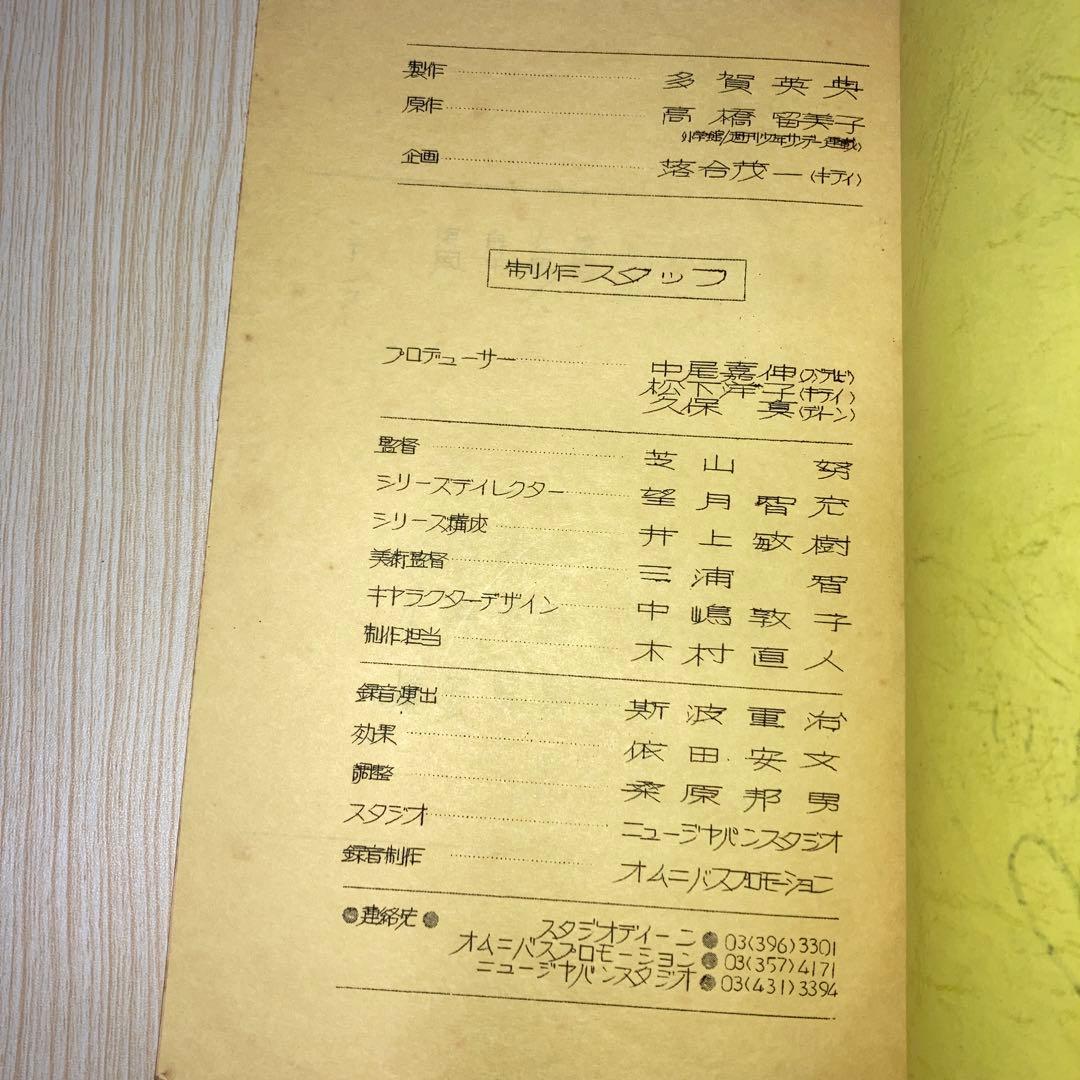 製作 多賀英典
原作 高橋留美子
(小学館/週刊少年サンデー連載)
企画 落合茂一(キティ)
制作スタッフ
プロデューサー 中尾嘉伸(フジテレビ)
松下洋子(キティ)
久保真(ディーン)
監督 芝山努
シリーズディレクター 望月智充
シリーズ構成 井上敏樹
美術監督 三浦智
キャラクターデザイン 中嶋敦子
制作担当 木村直人
録音演出 斯波重治
効果 依田安文
調整 桑原邦男
スタジオ ニュージャパンスタジオ
録音制作 オムニバスプロモーション
●連絡先● スタジオディーン●03(396)3301
オムニバスプロモーション●03(357)4171
ニュージャパンスタジオ●03(431)3394